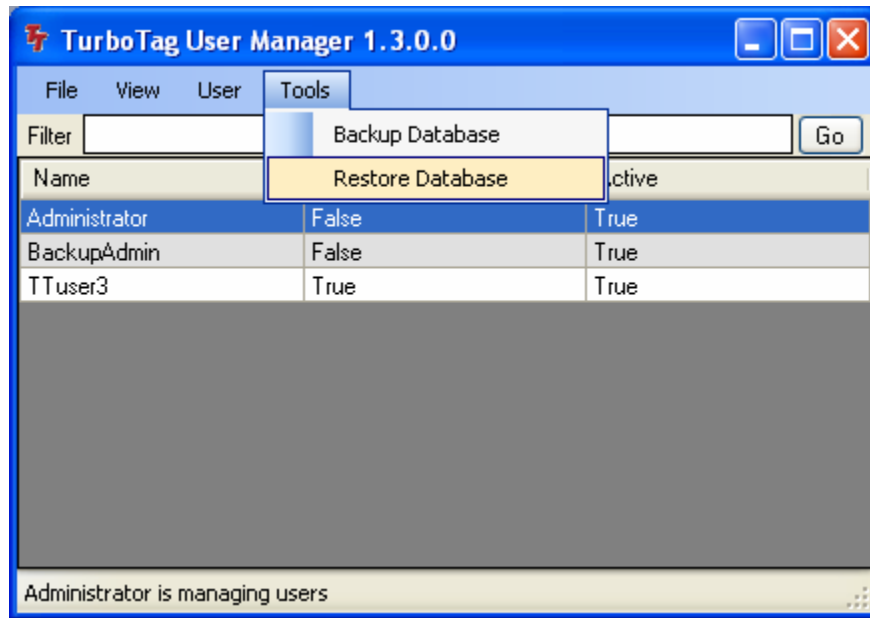 TurboTag User Manager 1.3.0.0
File View User Tools
Filter Backup Database Go
Name Restore Database ctive
Administrator False True
BackupAdmin False True
TTuser3 True True
Administrator is managing users